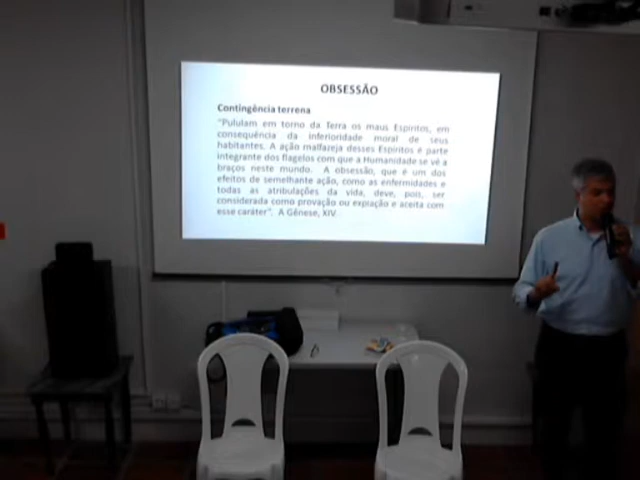 OBSESSÃO
Contingência terrena
"Pululam em torno da Terra os maus Espíritos, em
consequência da inferioridade moral de seus
habitantes. A ação malfazeja desses Espíritos é parte
integrante dos flagelos com que a Humanidade se vê a
braços neste mundo. A obsessão, que é um dos
efeitos de semelhante ação, como as enfermidades e
todas as atribulações da vida, deve, pois, ser
considerada como provação ou expiação e aceita com
esse caráter". A Gênese, XIV.